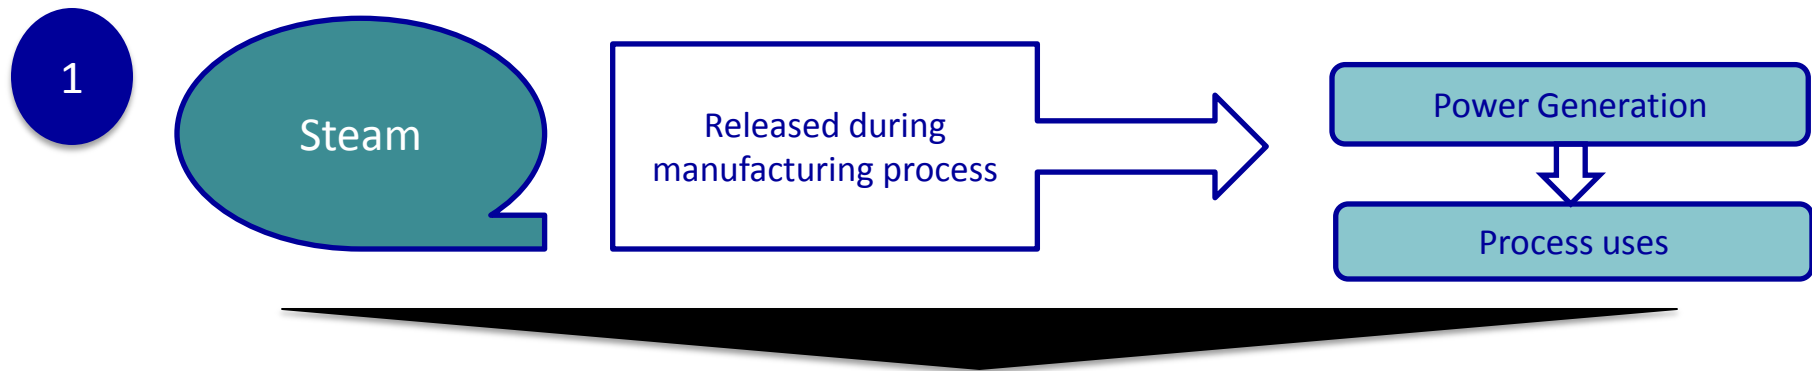 1
Steam
Released during
manufacturing process
Power Generation
Process uses